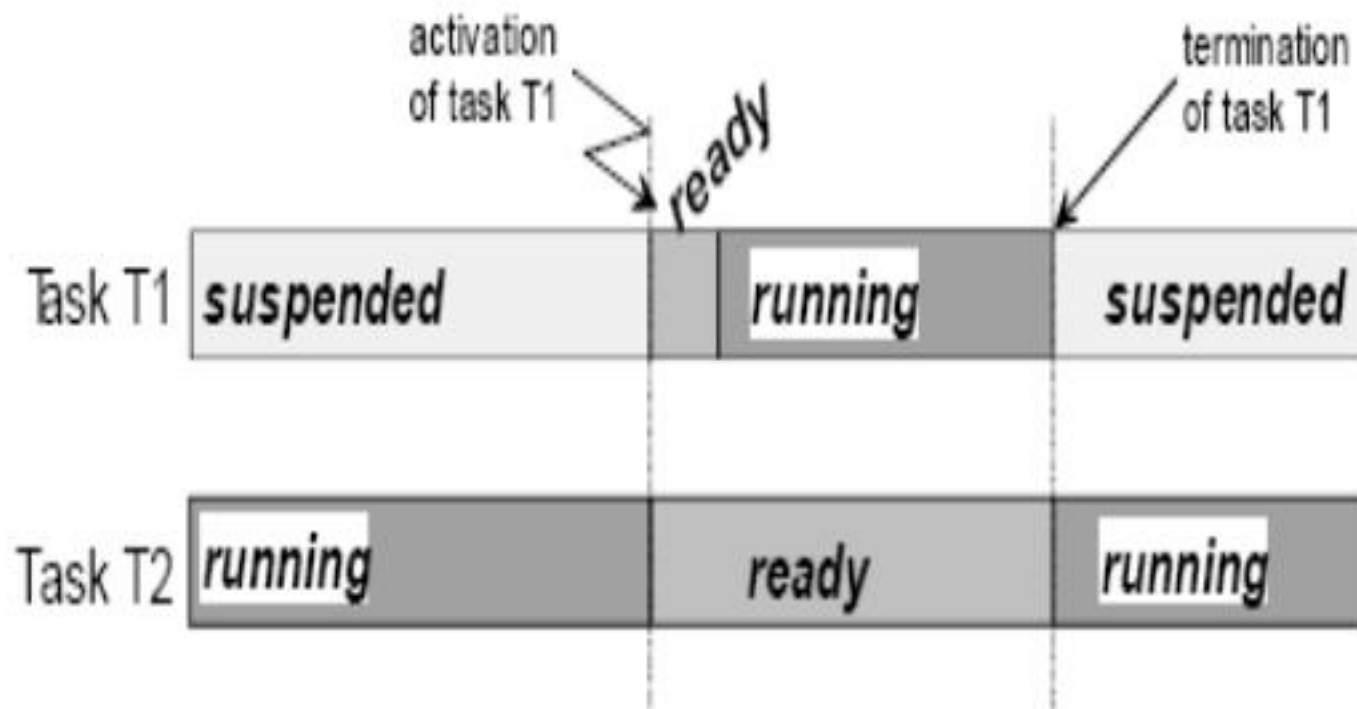 activation
of task T1
termination
of task T1
ready
Task T1
suspended
running
suspended
Task T2
running
ready
running